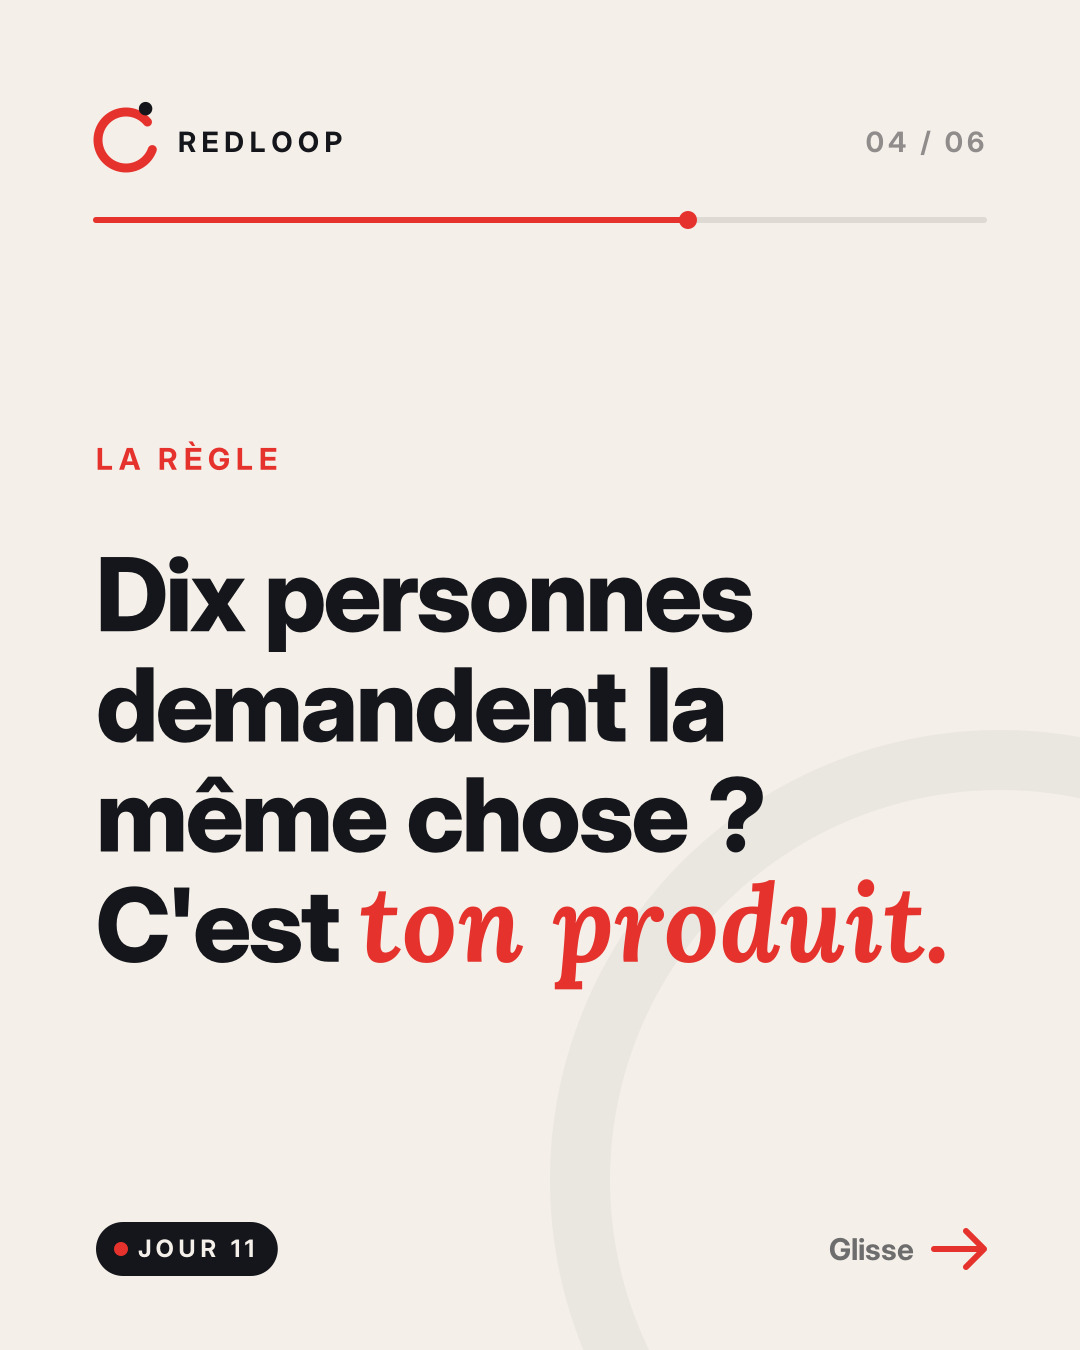 REDLOOP
04 / 06
LA RÈGLE
Dix personnes
demandent la
même chose ?
C'est ton produit.
JOUR 11
Glisse